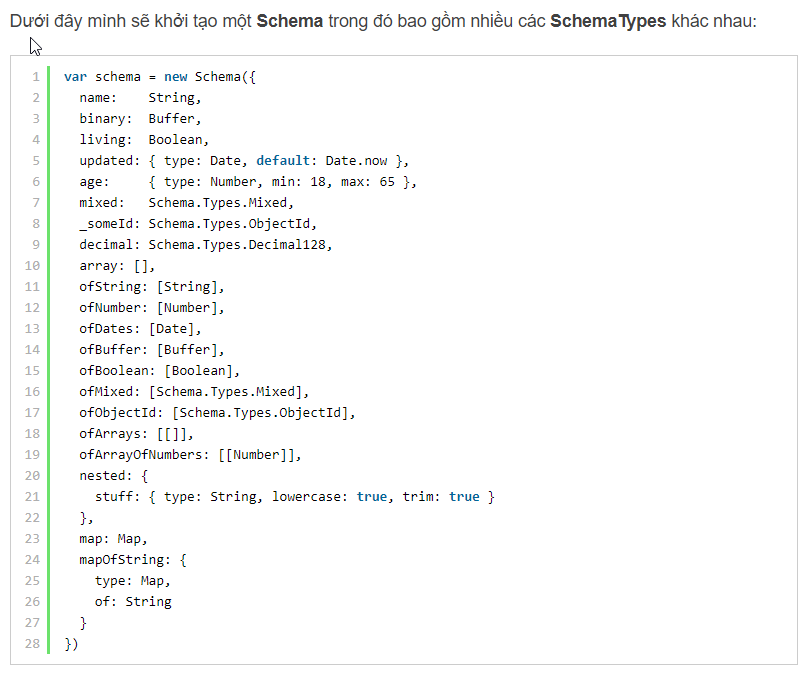 Dưới đây mình sẽ khởi tạo một Schema trong đó bao gồm nhiều các SchemaTypes khác nhau:
1 var schema = new Schema({
2   name:    String,
3   binary:  Buffer,
4   living:  Boolean,
5   updated: { type: Date, default: Date.now },
6   age:     { type: Number, min: 18, max: 65 },
7   mixed:   Schema.Types.Mixed,
8   _someId: Schema.Types.ObjectId,
9   decimal: Schema.Types.Decimal128,
10   array: [],
11   ofString: [String],
12   ofNumber: [Number],
13   ofDates: [Date],
14   ofBuffer: [Buffer],
15   ofBoolean: [Boolean],
16   ofMixed: [Schema.Types.Mixed],
17   ofObjectId: [Schema.Types.ObjectId],
18   ofArrays: [[]],
19   ofArrayOfNumbers: [[Number]],
20   nested: {
21     stuff: { type: String, lowercase: true, trim: true }
22   },
23   map: Map,
24   mapOfString: {
25     type: Map,
26     of: String
27   }
28 })